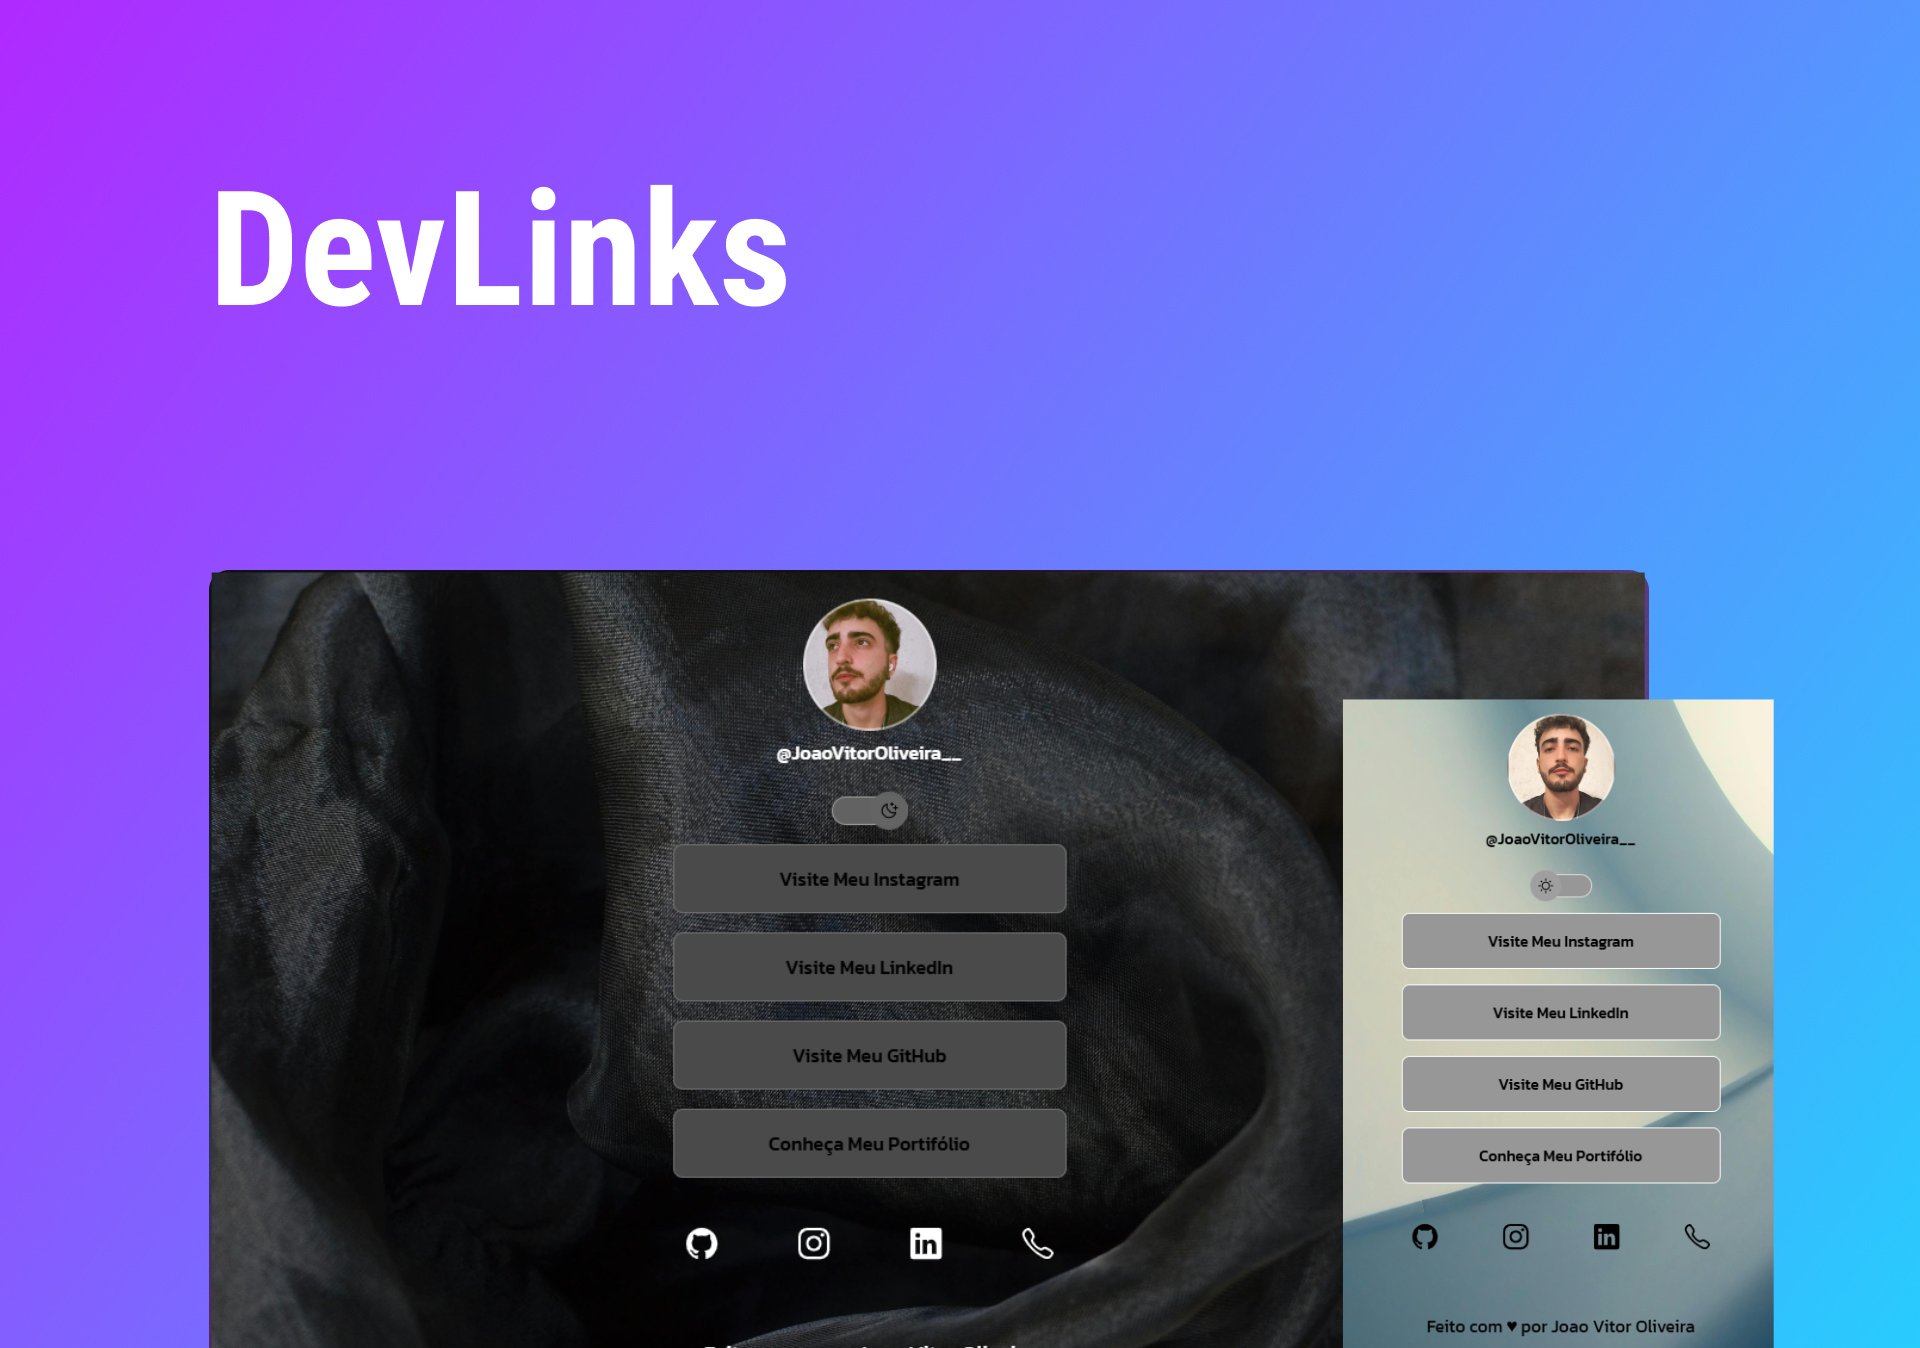 DevLinks
@JoaoVitorOliveira__
Visite Meu Instagram
Visite Meu LinkedIn
Visite Meu GitHub
Conheça Meu Portifólio
@JoaoVitorOliveira__
Visite Meu Instagram
Visite Meu LinkedIn
Visite Meu GitHub
Conheça Meu Portifólio
Feito com ♥ por Joao Vitor Oliveira